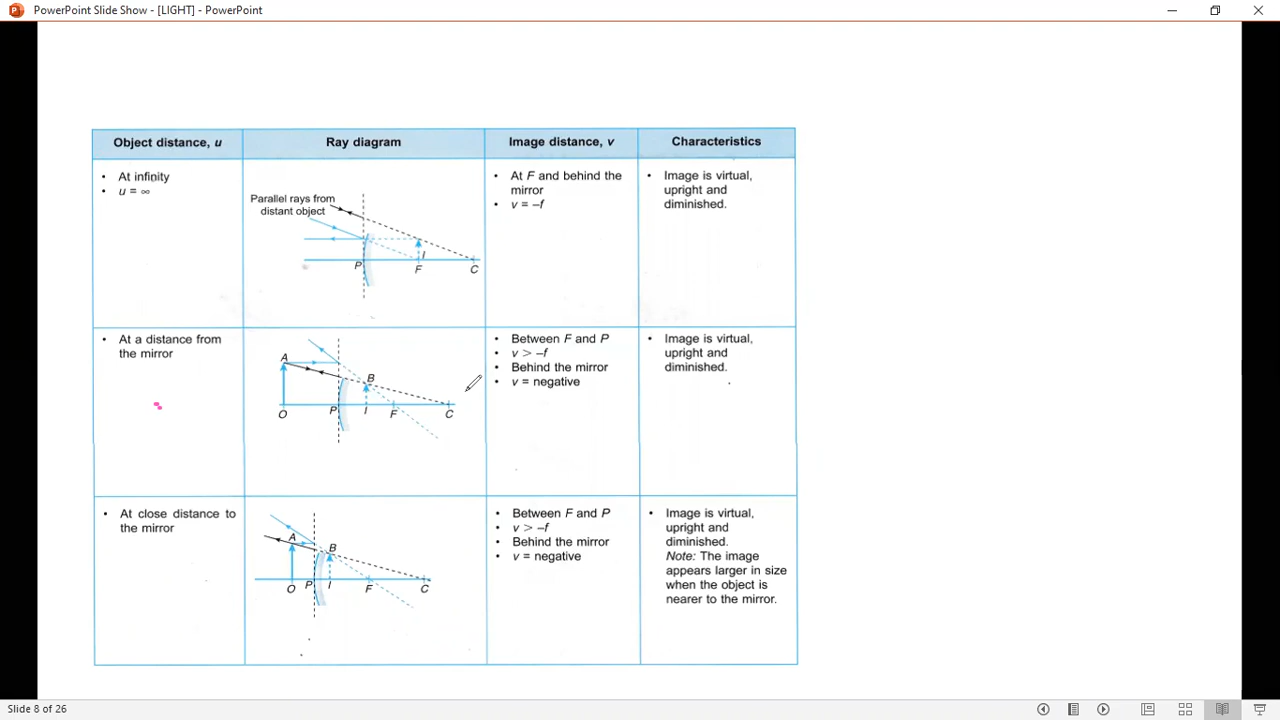 PowerPoint Slide Show - [LIGHT] - PowerPoint
Object distance, u
Ray diagram
Image distance, v
Characteristics
• At infinity
• u = ∞
Parallel rays from
distant object
P
I
F
C
• At F and behind the
mirror
• v = –f
• Image is virtual,
upright and
diminished.
• At a distance from
the mirror
A
B
O
P
I
F
C
• Between F and P
• v > –f
• Behind the mirror
• v = negative
• Image is virtual,
upright and
diminished.
• At close distance to
the mirror
A
B
O
P
I
F
C
• Between F and P
• v > –f
• Behind the mirror
• v = negative
• Image is virtual,
upright and
diminished.
Note: The image
appears larger in size
when the object is
nearer to the mirror.
Slide 8 of 26